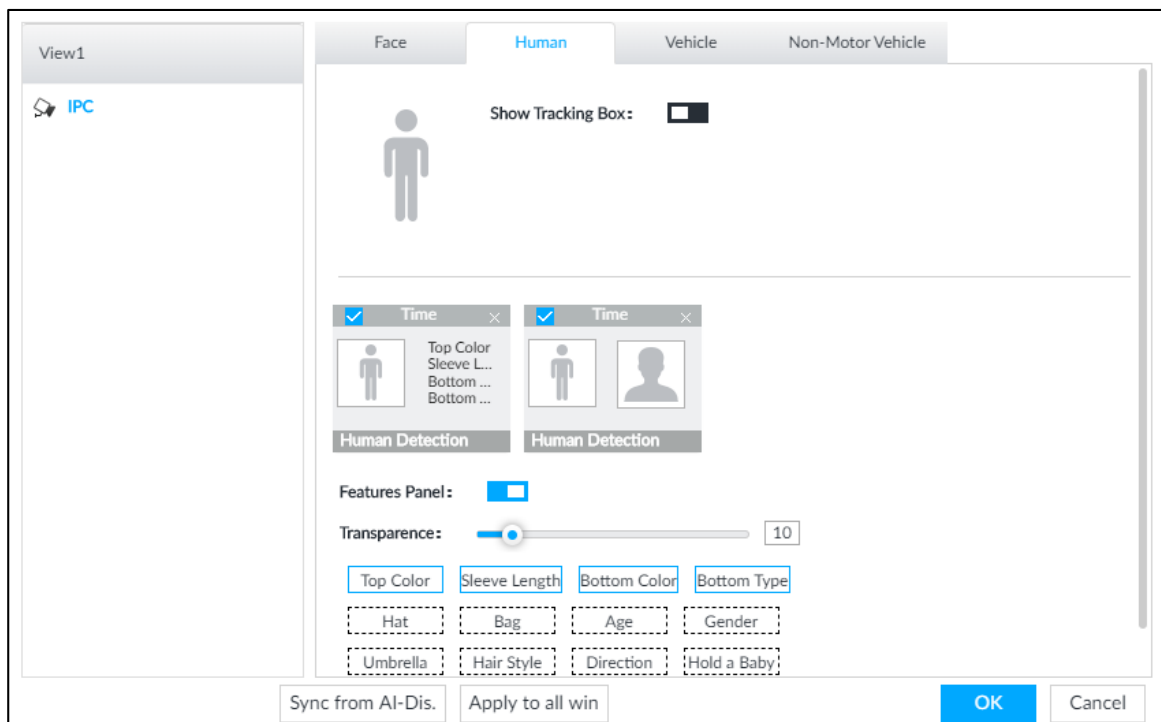 View1
IPC
Face Human Vehicle Non-Motor Vehicle
Show Tracking Box:
Time
Top Color
Sleeve L...
Bottom ...
Bottom ...
Human Detection
Time
Human Detection
Features Panel:
Transparence: 10
Top Color Sleeve Length Bottom Color Bottom Type
Hat Bag Age Gender
Umbrella Hair Style Direction Hold a Baby
Sync from AI-Dis. Apply to all win OK Cancel